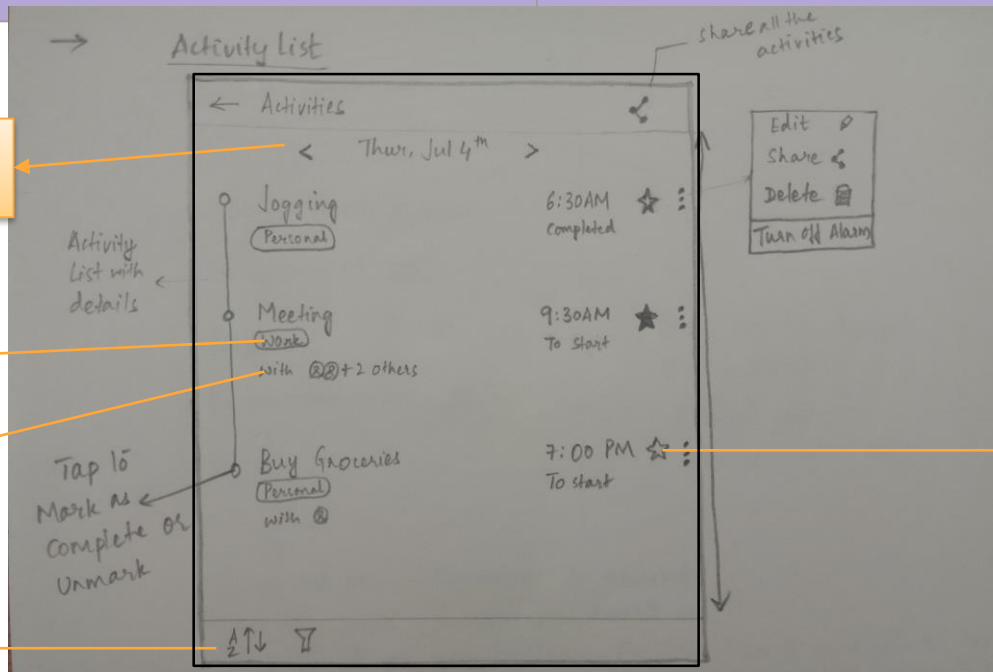 Activity List
share all the
activities
Activities
Thur, Jul 4th
Edit
Share
Delete
Turn off Alarm
Jogging
6:30AM
Personal
Completed
Activity
List with
details
Meeting
9:30AM
Work
To start
with +2 others
Buy Groceries
7:00 PM
Personal
To start
with
Tap to
Mark as
Complete or
Unmark
A
Z